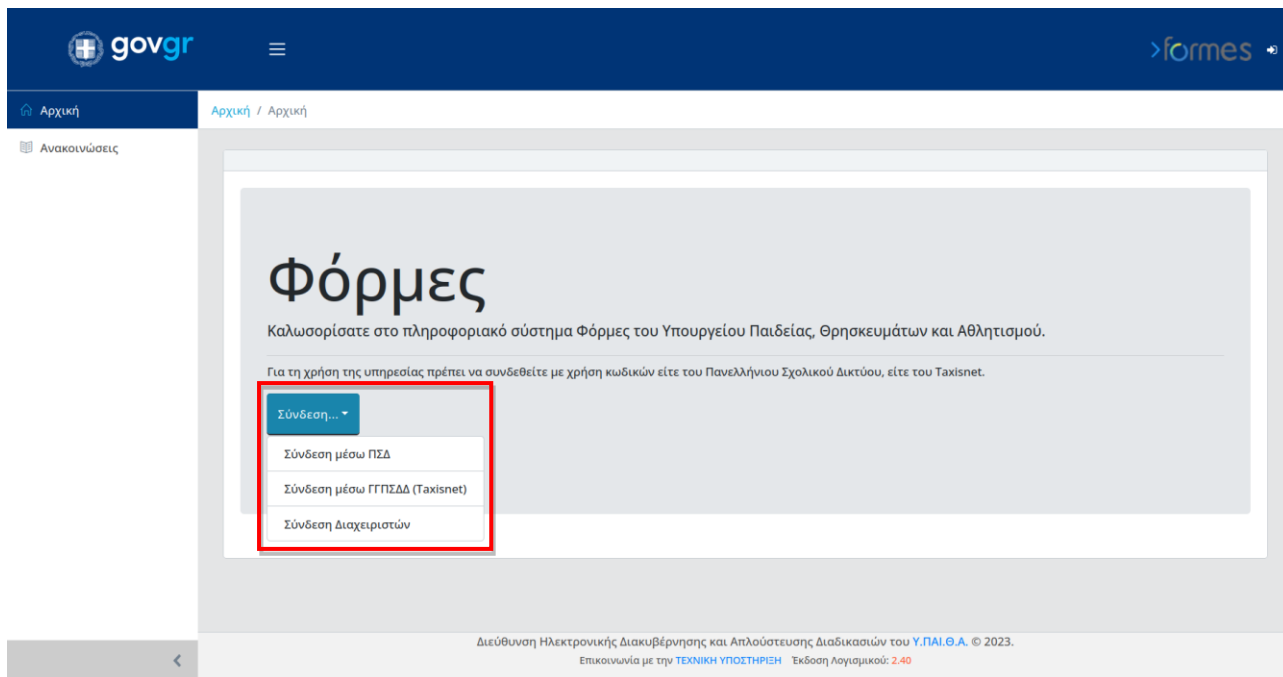 govgr
>formes
Αρχική
Αρχική / Αρχική
Ανακοινώσεις
Φόρμες
Καλωσορίσατε στο πληροφοριακό σύστημα Φόρμες του Υπουργείου Παιδείας, Θρησκευμάτων και Αθλητισμού.
Για τη χρήση της υπηρεσίας πρέπει να συνδεθείτε με χρήση κωδικών είτε του Πανελλήνιου Σχολικού Δικτύου, είτε του Taxisnet.
Σύνδεση...
Σύνδεση μέσω ΠΣΔ
Σύνδεση μέσω ΓΓΠΣΔΔ (Taxisnet)
Σύνδεση Διαχειριστών
Διεύθυνση Ηλεκτρονικής Διακυβέρνησης και Απλούστευσης Διαδικασιών του Υ.ΠΑΙ.Θ.Α. © 2023.
Επικοινωνία με την ΤΕΧΝΙΚΗ ΥΠΟΣΤΗΡΙΞΗ Έκδοση Λογισμικού: 2.40